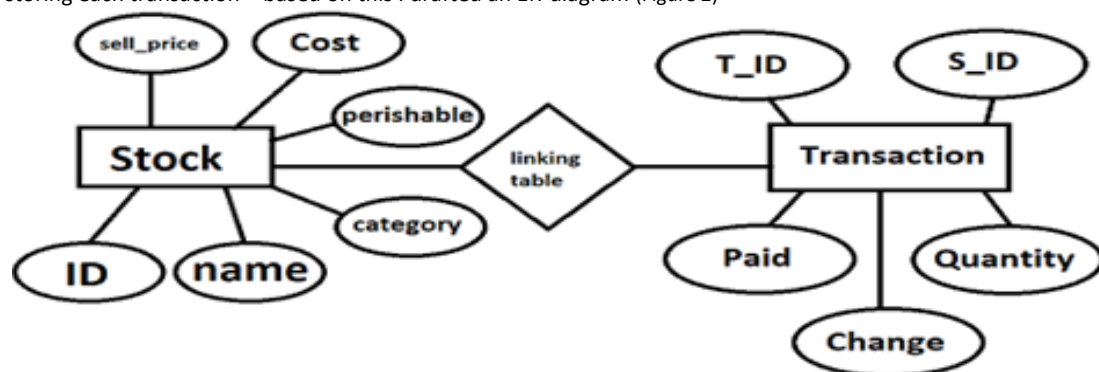 storing each transaction – based on this I drafted an ER diagram (Figure 2)
sell_price
Cost
T_ID
S_ID
perishable
Stock
linking
table
Transaction
category
ID
name
Paid
Quantity
Change